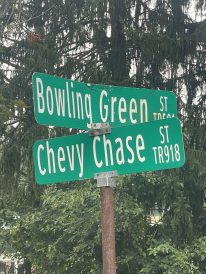 Bowling Green ST
Chevy Chase ST
TR918